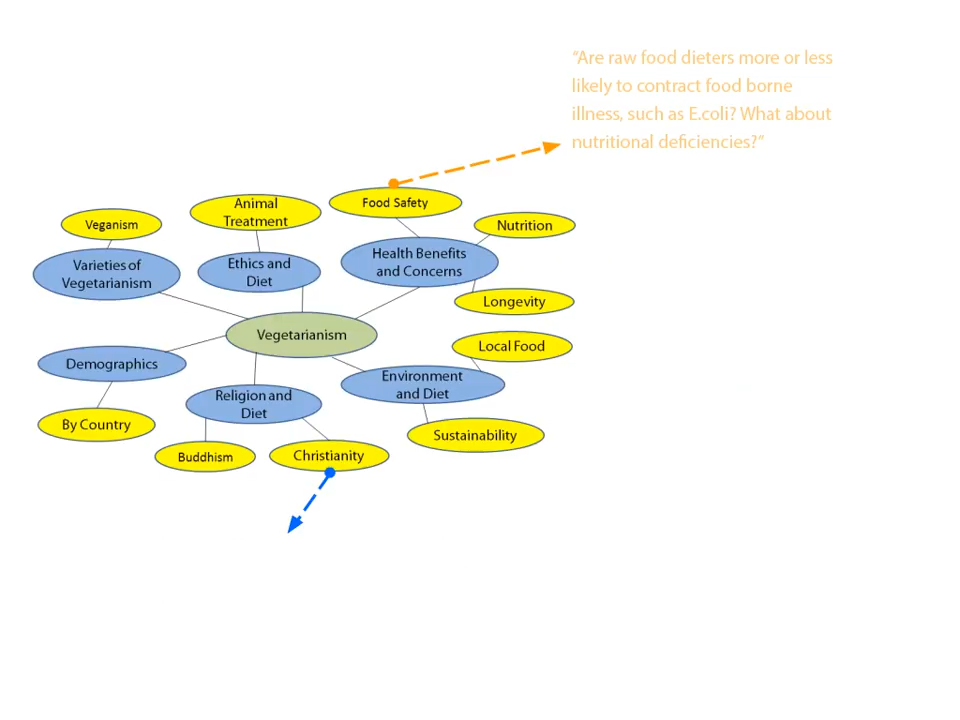 “Are raw food dieters more or less
likely to contract food borne
illness, such as E.coli? What about
nutritional deficiencies?”
Food Safety
Animal
Treatment
Veganism
Nutrition
Health Benefits
and Concerns
Ethics and
Diet
Varieties of
Vegetarianism
Longevity
Vegetarianism
Local Food
Demographics
Environment
and Diet
Religion and
Diet
By Country
Sustainability
Buddhism
Christianity